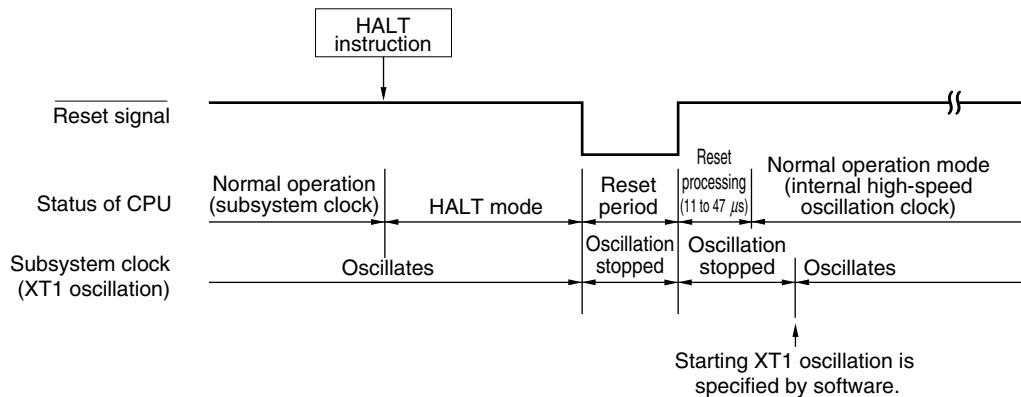 HALT
instruction
Reset signal
Status of CPU
Normal operation
(subsystem clock)
HALT mode
Reset
period
Reset
processing
(11 to 47 μs)
Normal operation mode
(internal high-speed
oscillation clock)
Subsystem clock
(XT1 oscillation)
Oscillates
Oscillation
stopped
Oscillation
stopped
Oscillates
Starting XT1 oscillation is
specified by software.